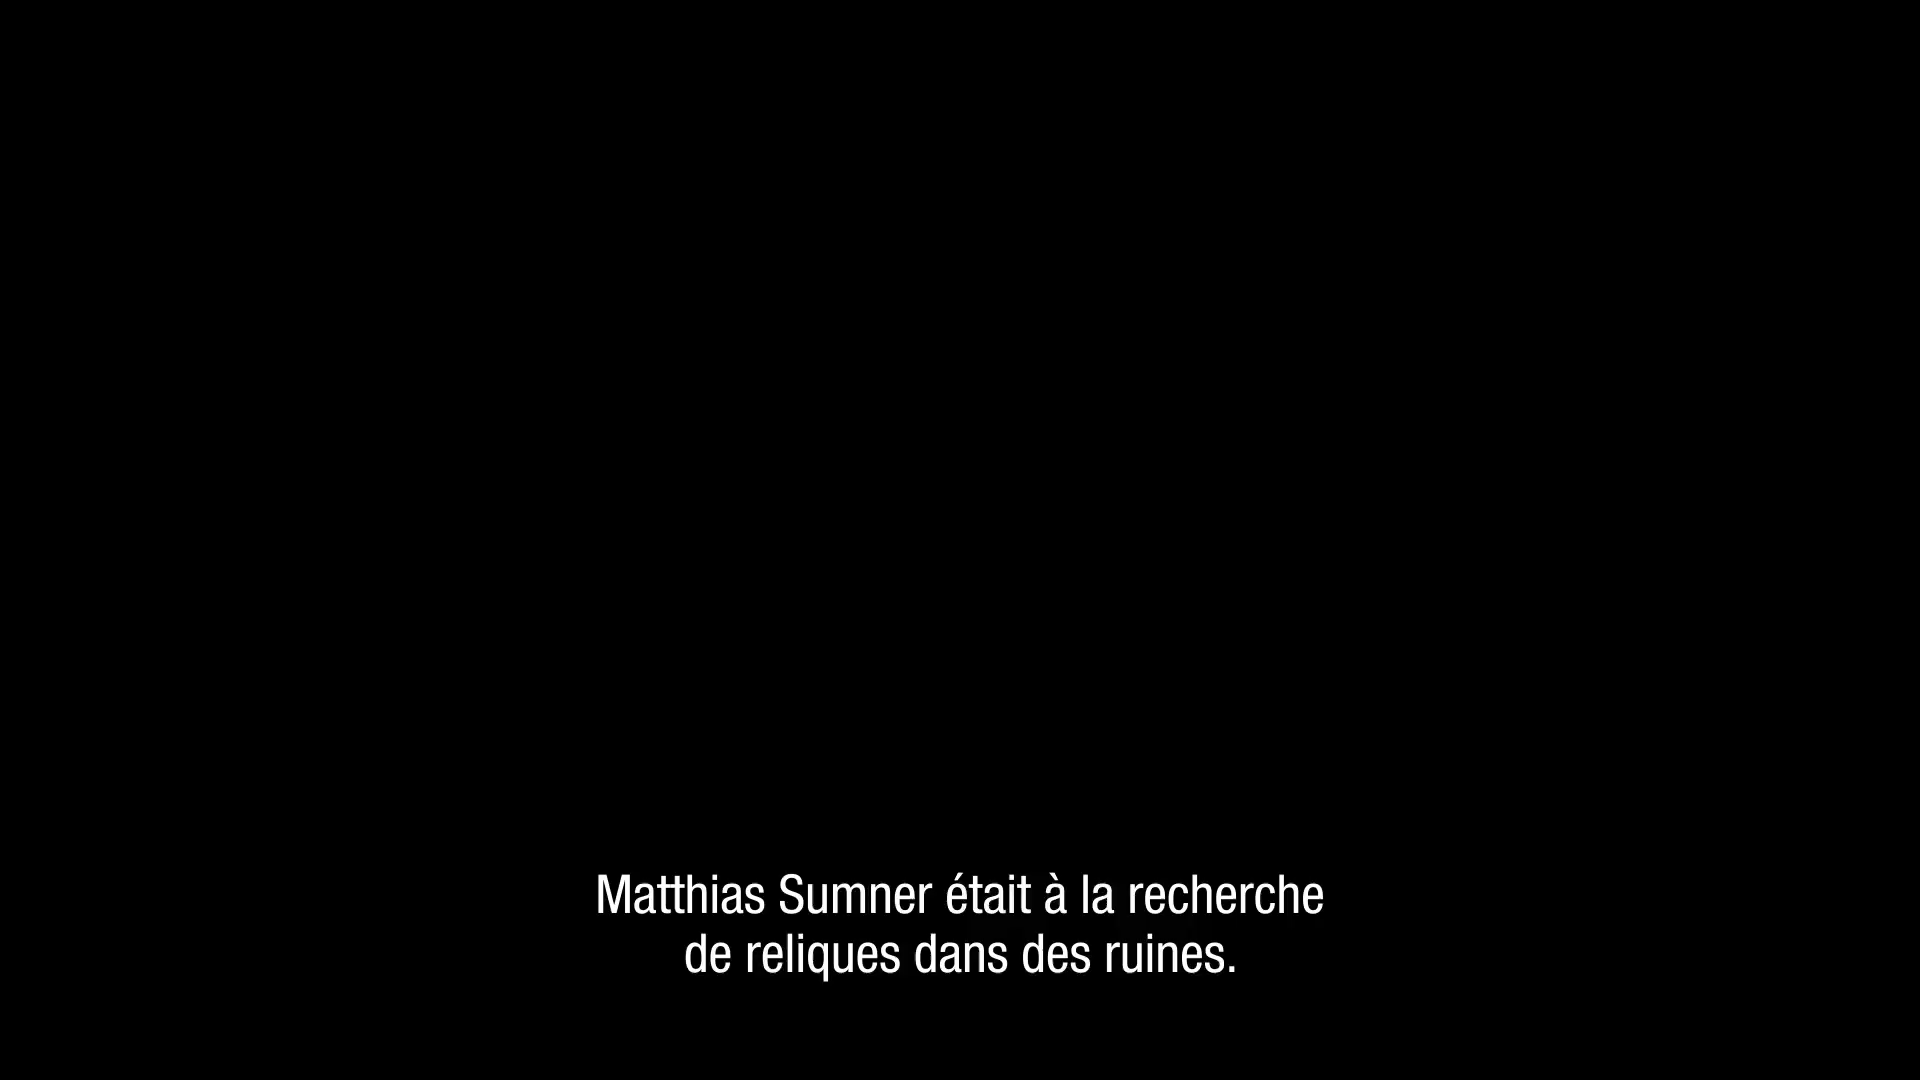 Matthias Sumner était à la recherche
de reliques dans des ruines.